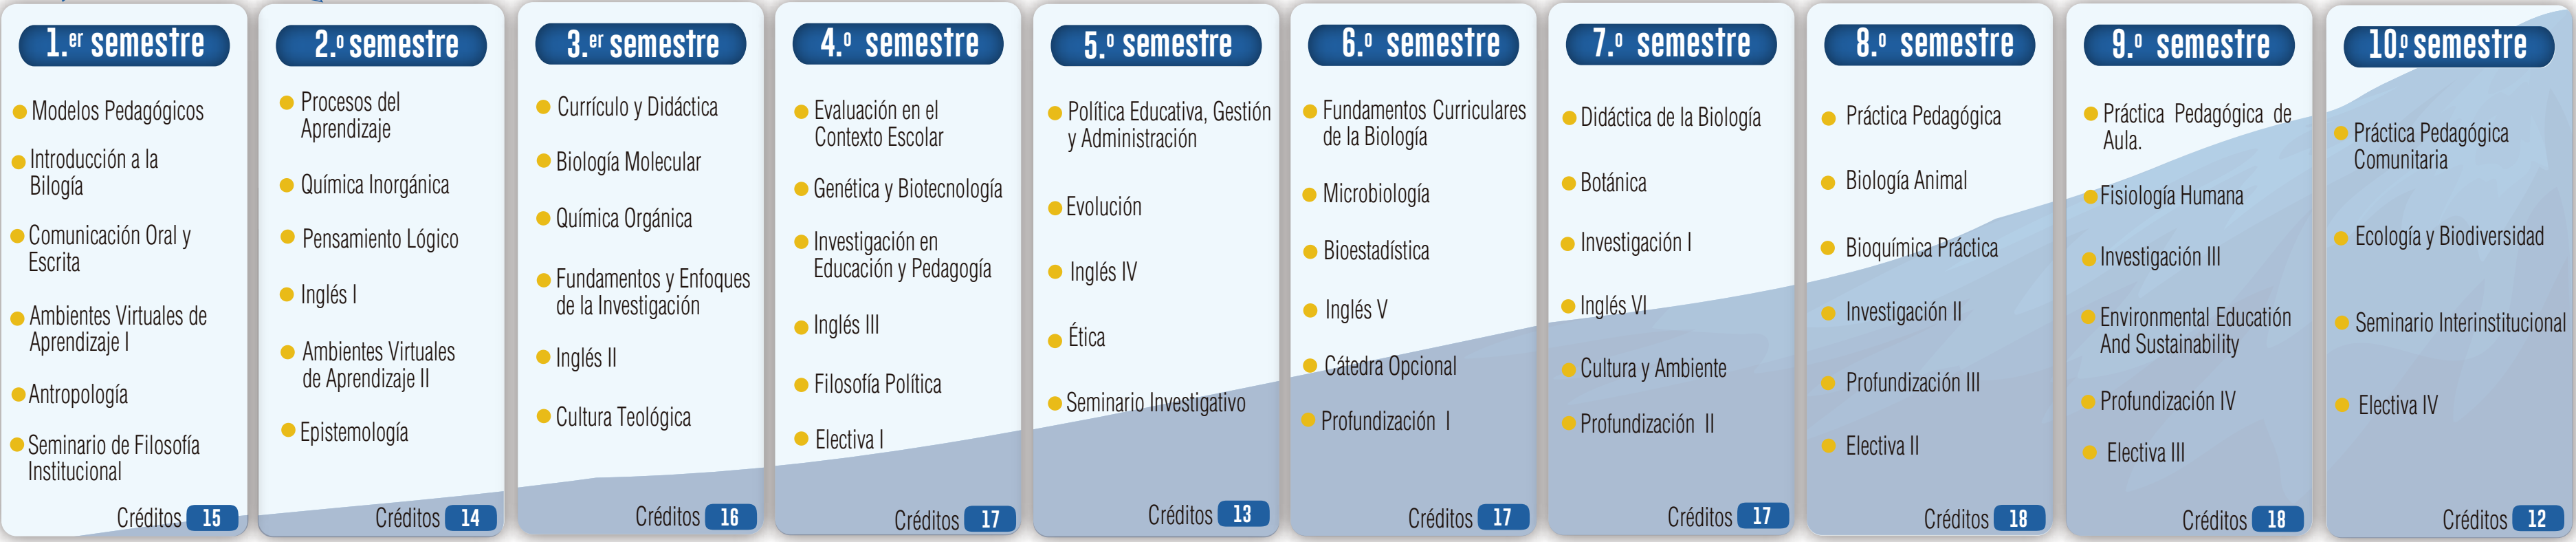 1.er semestre
Modelos Pedagógicos
Introducción a la
Bilogía
Comunicación Oral y
Escrita
Ambientes Virtuales de
Aprendizaje I
Antropología
Seminario de Filosofía
Institucional
Créditos 15
2.º semestre
Procesos del
Aprendizaje
Química Inorgánica
Pensamiento Lógico
Inglés I
Ambientes Virtuales
de Aprendizaje II
Epistemología
Créditos 14
3.er semestre
Currículo y Didáctica
Biología Molecular
Química Orgánica
Fundamentos y Enfoques
de la Investigación
Inglés II
Cultura Teológica
Créditos 16
4.º semestre
Evaluación en el
Contexto Escolar
Genética y Biotecnología
Investigación en
Educación y Pedagogía
Inglés III
Filosofía Política
Electiva I
Créditos 17
5.º semestre
Política Educativa, Gestión
y Administración
Evolución
Inglés IV
Ética
Seminario Investigativo
Créditos 13
6.º semestre
Fundamentos Curriculares
de la Biología
Microbiología
Bioestadística
Inglés V
Cátedra Opcional
Profundización I
Créditos 17
7.º semestre
Didáctica de la Biología
Botánica
Investigación I
Inglés VI
Cultura y Ambiente
Profundización II
Créditos 17
8.º semestre
Práctica Pedagógica
Biología Animal
Bioquímica Práctica
Investigación II
Profundización III
Electiva II
Créditos 18
9.º semestre
Práctica Pedagógica de
Aula.
Fisiología Humana
Investigación III
Environmental Educatión
And Sustainability
Profundización IV
Electiva III
Créditos 18
10.º semestre
Práctica Pedagógica
Comunitaria
Ecología y Biodiversidad
Seminario Interinstitucional
Electiva IV
Créditos 12